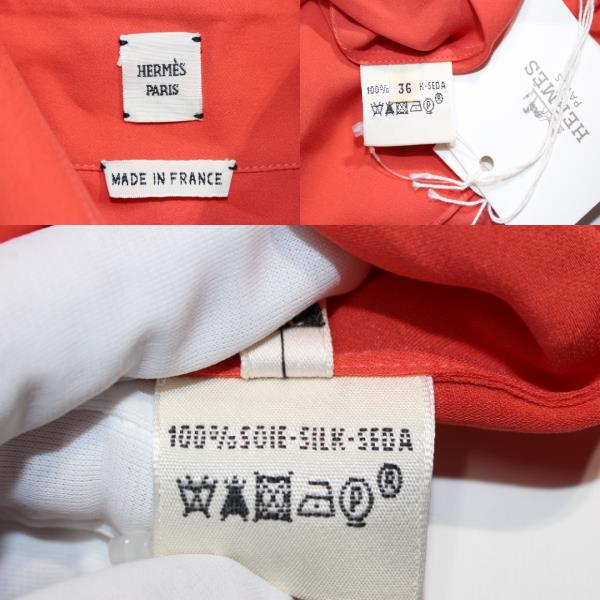 HERMÈS
PARIS
MADE IN FRANCE
100% 36 K-SEDA
P®
HERMÈS
PARIS
100% SOIE-SILK-SEDA
P®